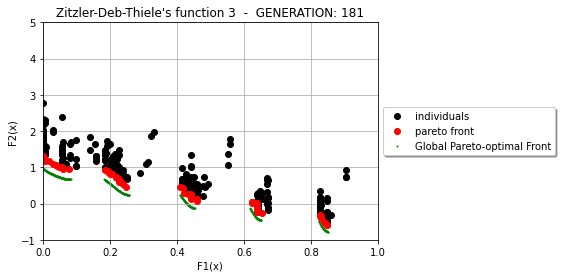 Zitzler-Deb-Thiele's function 3  -  GENERATION: 181
5
4
3
2
1
0
−1
F2(x)
0.0 0.2 0.4 0.6 0.8 1.0
F1(x)
individuals
pareto front
Global Pareto-optimal Front